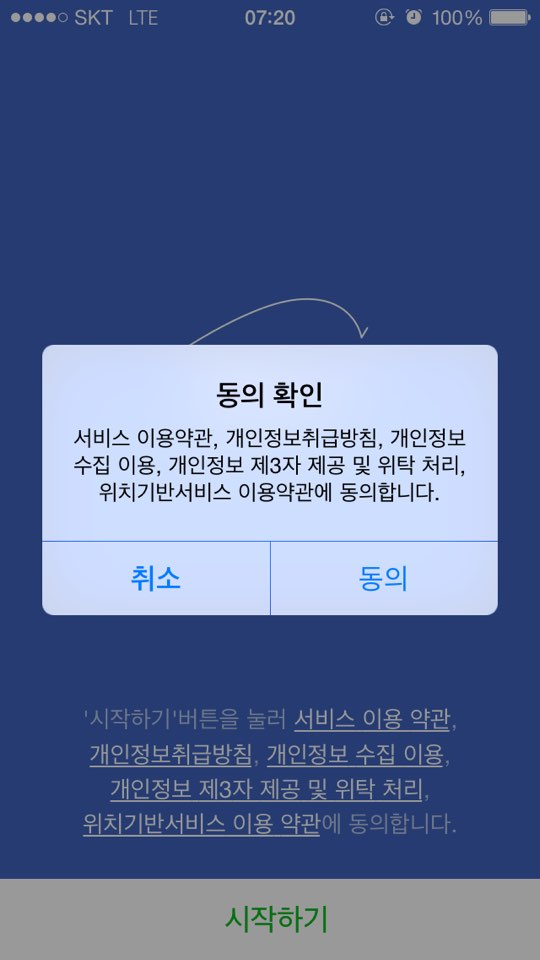 SKT LTE 07:20 100%
동의 확인
서비스 이용약관, 개인정보취급방침, 개인정보
수집 이용, 개인정보 제3자 제공 및 위탁 처리,
위치기반서비스 이용약관에 동의합니다.
취소 동의
'시작하기'버튼을 눌러 서비스 이용 약관,
개인정보취급방침, 개인정보 수집 이용,
개인정보 제3자 제공 및 위탁 처리,
위치기반서비스 이용 약관에 동의합니다.
시작하기